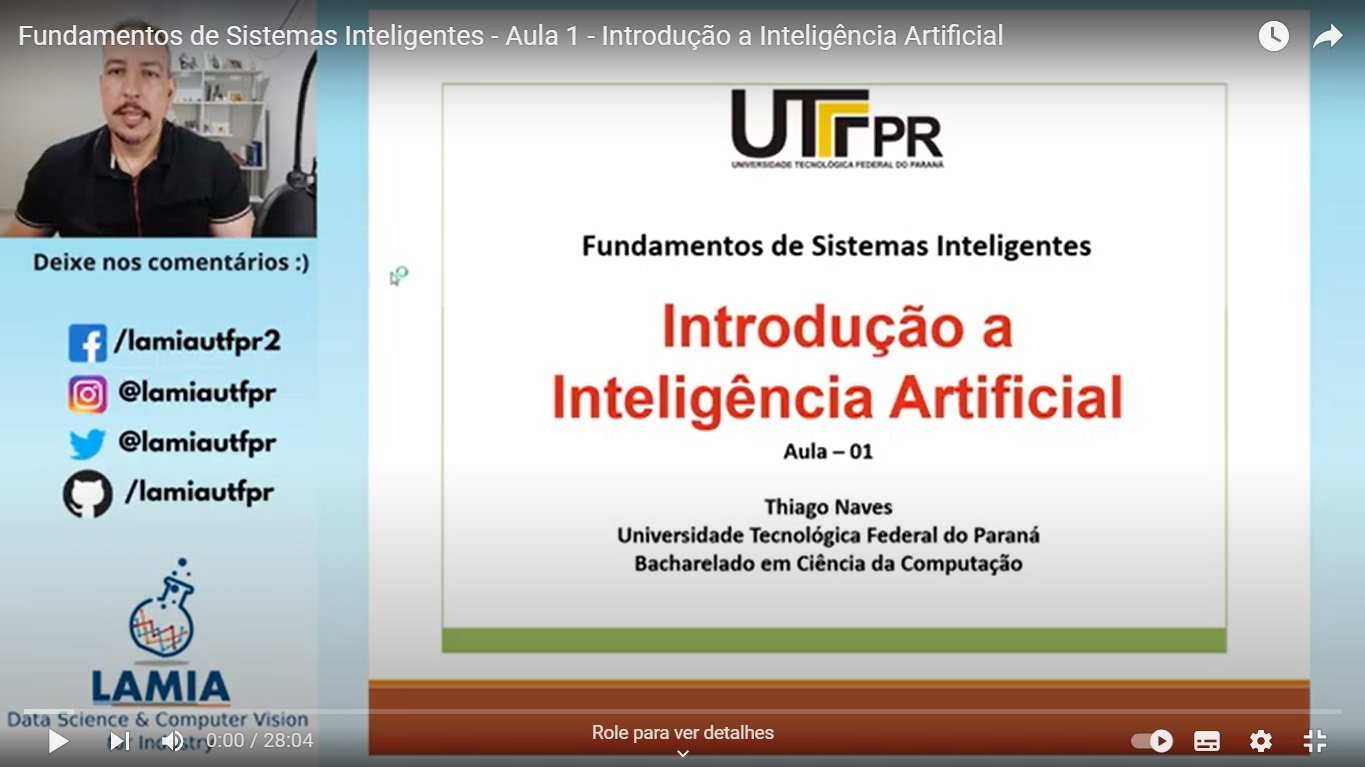 Fundamentos de Sistemas Inteligentes - Aula 1 - Introdução a Inteligência Artificial
Deixe nos comentários :)
/lamiautfpr2
@lamiautfpr
@lamiautfpr
/lamiautfpr
LAMIA
Data Science & Computer Vision
for Industry
UTFPR
UNIVERSIDADE TECNOLÓGICA FEDERAL DO PARANÁ
Fundamentos de Sistemas Inteligentes
Introdução a
Inteligência Artificial
Aula – 01
Thiago Naves
Universidade Tecnológica Federal do Paraná
Bacharelado em Ciência da Computação
0:00 / 28:04
Role para ver detalhes